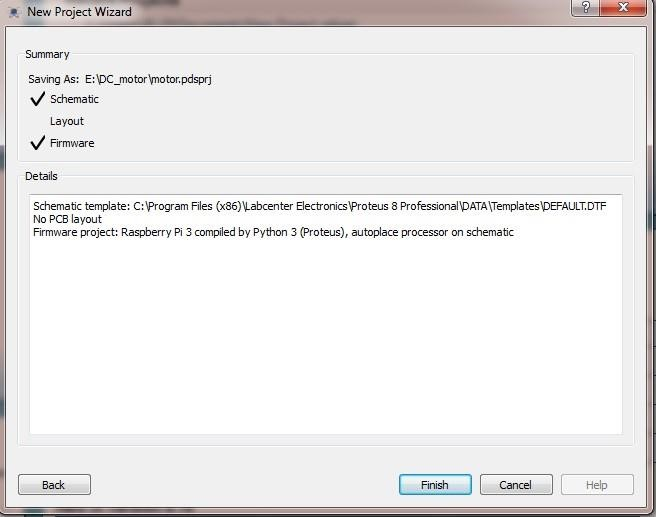 New Project Wizard
Summary
Saving As: E:\DC_motor\motor.pdsprj
Schematic
Layout
Firmware
Details
Schematic template: C:\Program Files (x86)\Labcenter Electronics\Proteus 8 Professional\DATA\Templates\DEFAULT.DTF
No PCB layout
Firmware project: Raspberry Pi 3 compiled by Python 3 (Proteus), autoplace processor on schematic
Back Finish Cancel Help